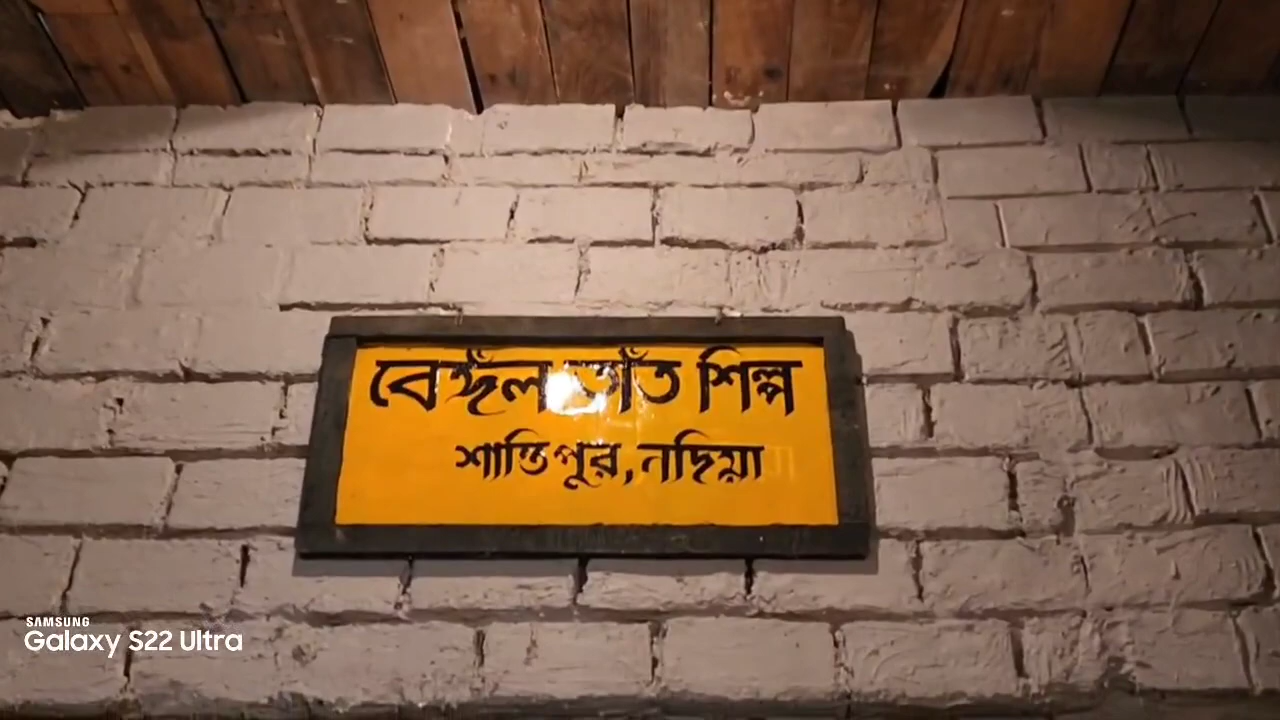 বেঙ্গল তাঁত শিল্প
শান্তিপুর, নদিয়া
SAMSUNG
Galaxy S22 Ultra